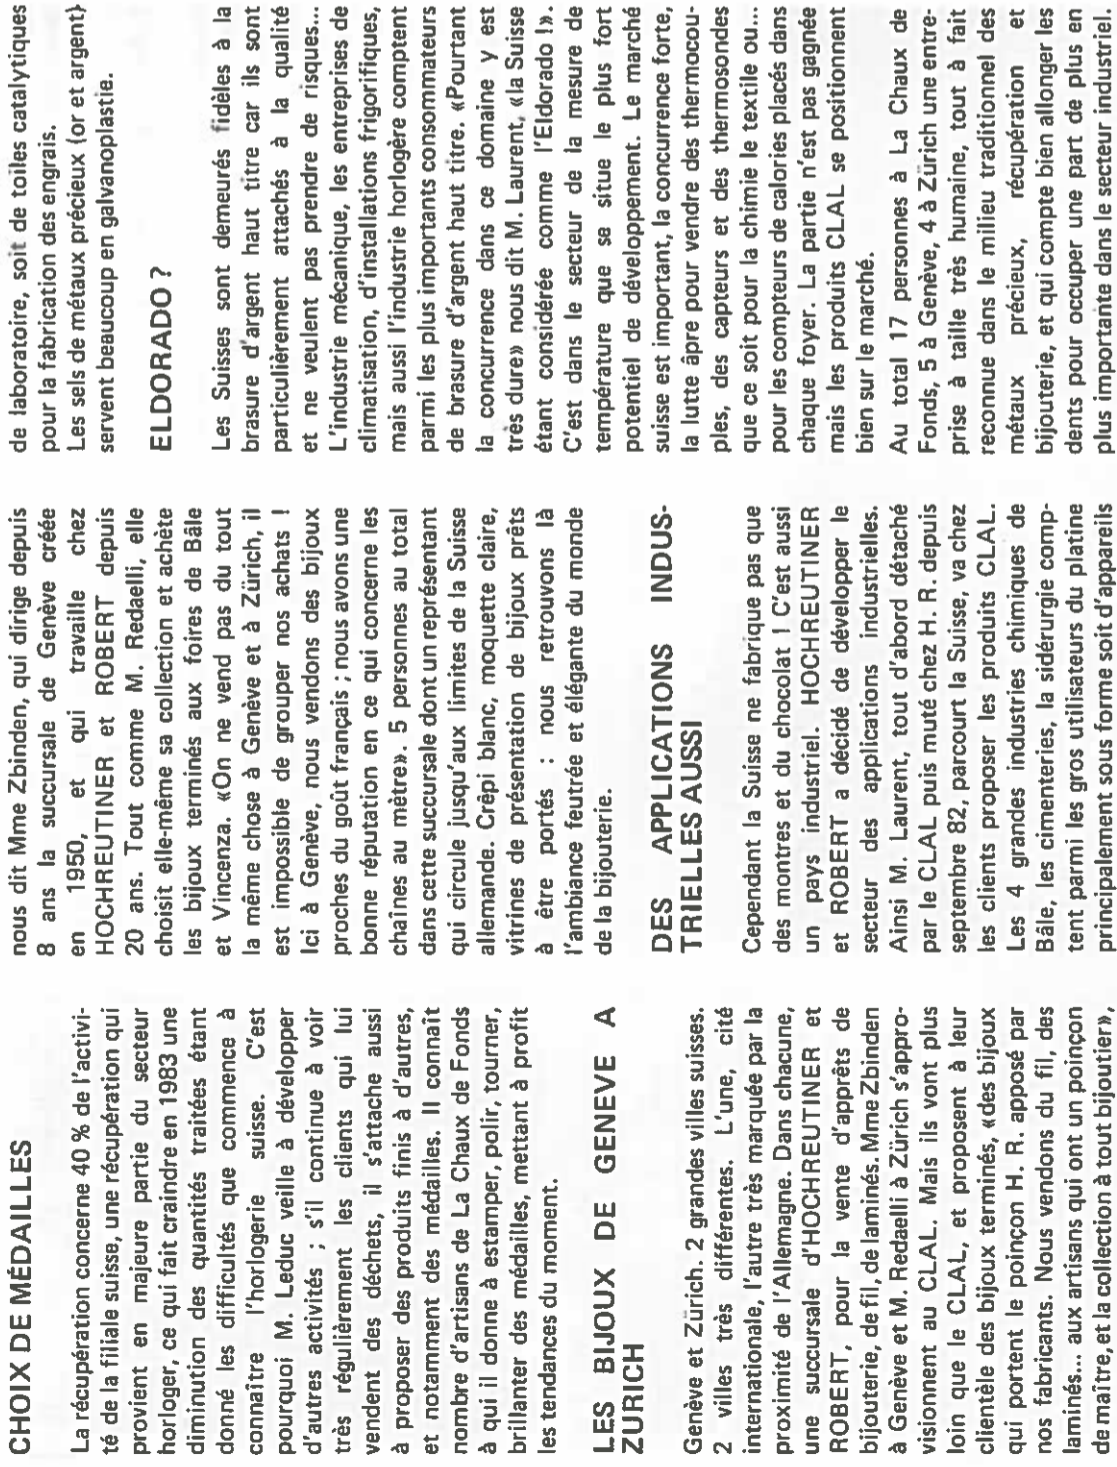 CHOIX DE MÉDAILLES
La récupération concerne 40 % de l'activi-
té de la filiale suisse, une récupération qui
provient en majeure partie du secteur
horloger, ce qui fait craindre en 1983 une
diminution des quantités traitées étant
donné les difficultés que commence à
connaître l'horlogerie suisse. C'est
pourquoi M. Leduc veille à développer
d'autres activités ; s'il continue à voir
très régulièrement les clients qui lui
vendent des déchets, il s'attache aussi
à proposer des produits finis à d'autres,
et notamment des médailles. Il connaît
nombre d'artisans de La Chaux de Fonds
à qui il donne à estamper, polir, tourner,
brillanter des médailles, mettant à profit
les tendances du moment.
LES BIJOUX DE GENEVE A
ZURICH
Genève et Zürich. 2 grandes villes suisses.
2 villes très différentes. L'une, cité
internationale, l'autre très marquée par la
proximité de l'Allemagne. Dans chacune,
une succursale d'HOCHREUTINER et
ROBERT, pour la vente d'apprêts de
bijouterie, de fil, de laminés. Mme Zbinden
à Genève et M. Redaelli à Zürich s'appro-
visionnent au CLAL. Mais ils vont plus
loin que le CLAL, et proposent à leur
clientèle des bijoux terminés, «des bijoux
qui portent le poinçon H. R. apposé par
nos fabricants. Nous vendons du fil, des
laminés... aux artisans qui ont un poinçon
de maître, et la collection à tout bijoutier»,
nous dit Mme Zbinden, qui dirige depuis
8 ans la succursale de Genève créée
en 1950, et qui travaille chez
HOCHREUTINER et ROBERT depuis
20 ans. Tout comme M. Redaelli, elle
choisit elle-même sa collection et achète
les bijoux terminés aux foires de Bâle
et Vincenza. «On ne vend pas du tout
la même chose à Genève et à Zürich, il
est impossible de grouper nos achats !
Ici à Genève, nous vendons des bijoux
proches du goût français ; nous avons une
bonne réputation en ce qui concerne les
chaînes au mètre». 5 personnes au total
dans cette succursale dont un représentant
qui circule jusqu'aux limites de la Suisse
allemande. Crêpi blanc, moquette claire,
vitrines de présentation de bijoux prêts
à être portés : nous retrouvons là
l'ambiance feutrée et élégante du monde
de la bijouterie.
DES APPLICATIONS INDUS-
TRIELLES AUSSI
Cependant la Suisse ne fabrique pas que
des montres et du chocolat ! C'est aussi
un pays industriel. HOCHREUTINER
et ROBERT a décidé de développer le
secteur des applications industrielles.
Ainsi M. Laurent, tout d'abord détaché
par le CLAL puis muté chez H. R. depuis
septembre 82, parcourt la Suisse, va chez
les clients proposer les produits CLAL.
Les 4 grandes industries chimiques de
Bâle, les cimenteries, la sidérurgie comp-
tent parmi les gros utilisateurs du platine
principalement sous forme soit d'appareils
de laboratoire, soit de toiles catalytiques
pour la fabrication des engrais.
Les sels de métaux précieux (or et argent)
servent beaucoup en galvanoplastie.
ELDORADO ?
Les Suisses sont demeurés fidèles à la
brasure d'argent haut titre car ils sont
particulièrement attachés à la qualité
et ne veulent pas prendre de risques...
L'industrie mécanique, les entreprises de
climatisation, d'installations frigorifiques,
mais aussi l'industrie horlogère comptent
parmi les plus importants consommateurs
de brasure d'argent haut titre. «Pourtant
la concurrence dans ce domaine y est
très dure» nous dit M. Laurent, «la Suisse
étant considérée comme l'Eldorado !».
C'est dans le secteur de la mesure de
température que se situe le plus fort
potentiel de développement. Le marché
suisse est important, la concurrence forte,
la lutte âpre pour vendre des thermocou-
ples, des capteurs et des thermosondes
que ce soit pour la chimie le textile ou...
pour les compteurs de calories placés dans
chaque foyer. La partie n'est pas gagnée
mais les produits CLAL se positionnent
bien sur le marché.
Au total 17 personnes à La Chaux de
Fonds, 5 à Genève, 4 à Zürich une entre-
prise à taille très humaine, tout à fait
reconnue dans le milieu traditionnel des
métaux précieux, récupération et
bijouterie, et qui compte bien allonger les
dents pour occuper une part de plus en
plus importante dans le secteur industriel.